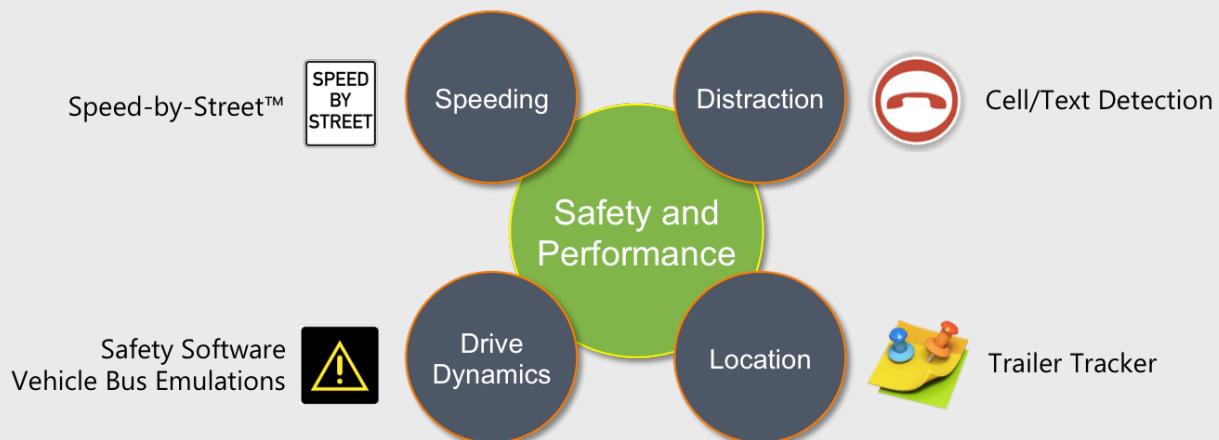 Speed-by-Street™
SPEED
BY
STREET
Speeding
Distraction
Cell/Text Detection
Safety and
Performance
Safety Software
Vehicle Bus Emulations
Drive
Dynamics
Location
Trailer Tracker